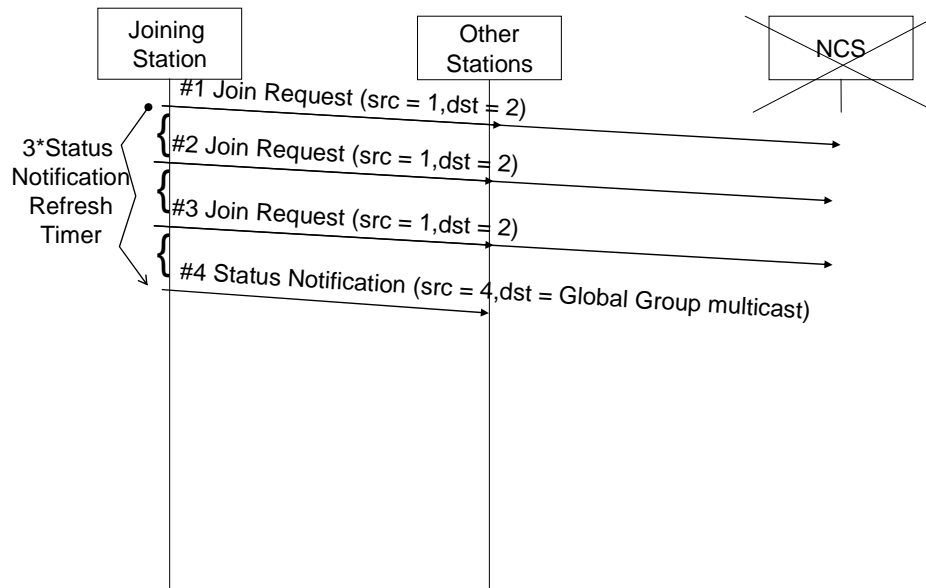 Joining
Station
Other
Stations
NCS
#1 Join Request (src = 1,dst = 2)
{
#2 Join Request (src = 1,dst = 2)
3*Status
Notification
Refresh
Timer
{
#3 Join Request (src = 1,dst = 2)
{
#4 Status Notification (src = 4,dst = Global Group multicast)